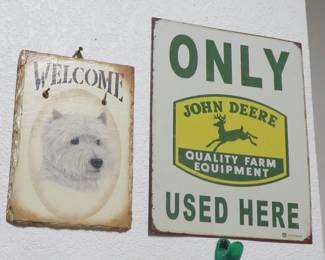 WELCOME
ONLY
JOHN DEERE
QUALITY FARM
EQUIPMENT
USED HERE